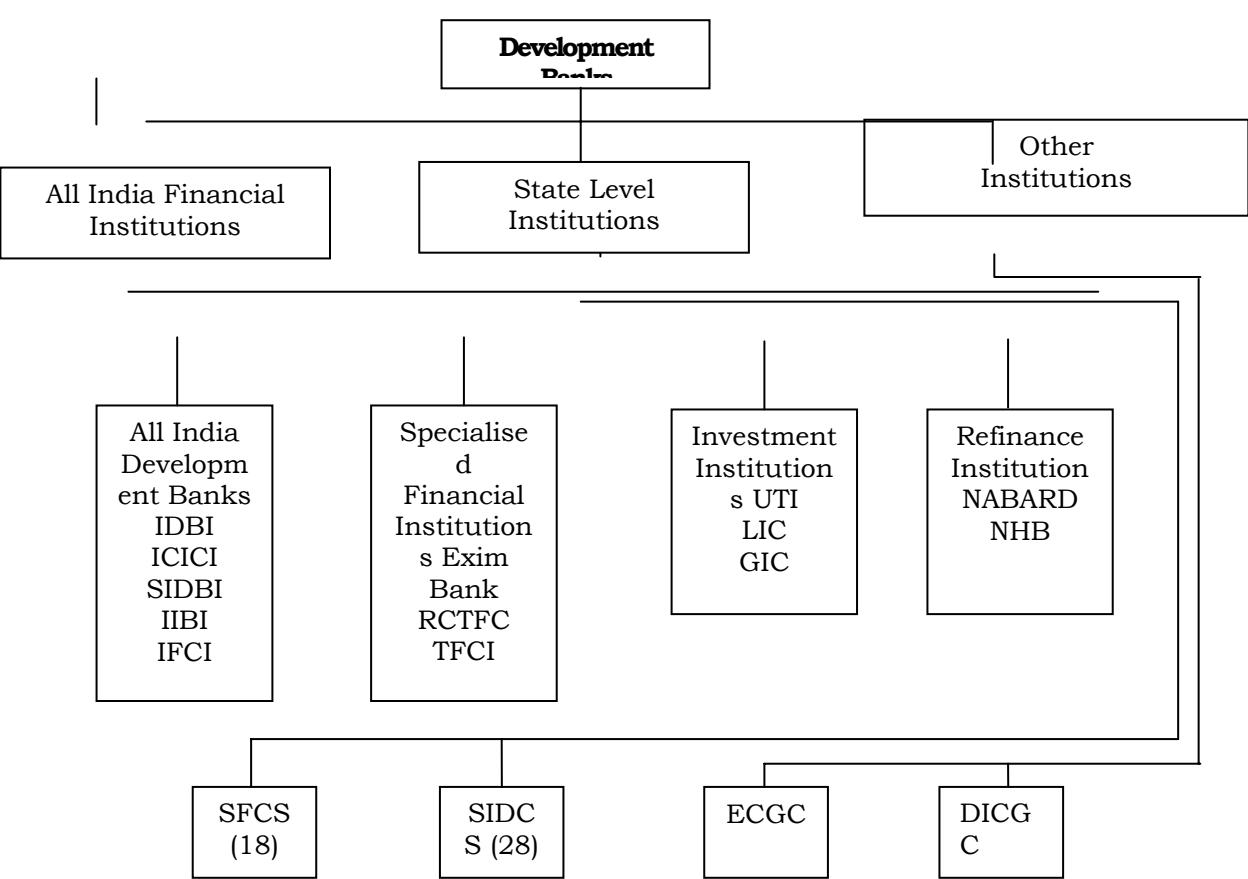 Development
Banks
All India Financial
Institutions
State Level
Institutions
Other
Institutions
All India
Developm
ent Banks
IDBI
ICICI
SIDBI
IIBI
IFCI
Specialise
d
Financial
Institution
s Exim
Bank
RCTFC
TFCI
Investment
Institution
s UTI
LIC
GIC
Refinance
Institution
NABARD
NHB
SFCS
(18)
SIDC
S (28)
ECGC
DICG
C